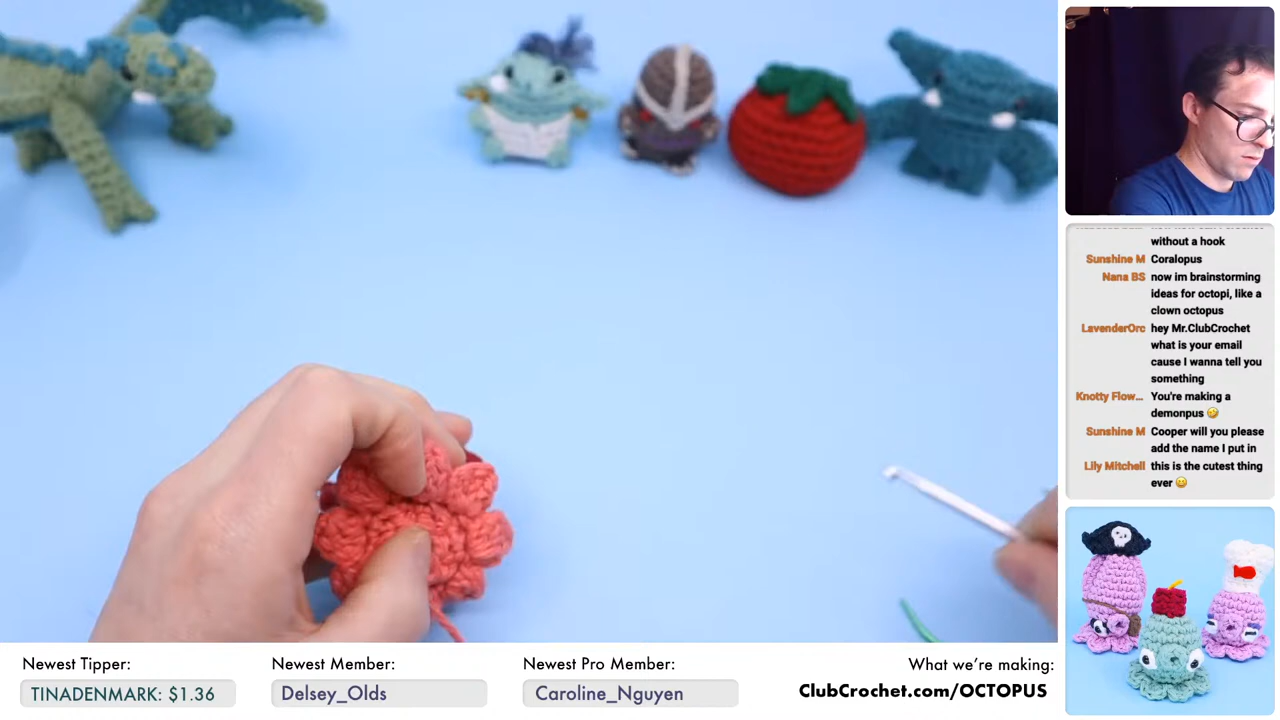 without a hook
Sunshine M Coralopus
Nana BS now im brainstorming
ideas for octopi, like a
clown octopus
LavenderOrc hey Mr.ClubCrochet
what is your email
cause I wanna tell you
something
Knotty Flow... You're making a
demonpus 🤣
Sunshine M Cooper will you please
add the name I put in
Lily Mitchell this is the cutest thing
ever 😊
Newest Tipper:
TINADENMARK: $1.36
Newest Member:
Delsey_Olds
Newest Pro Member:
Caroline_Nguyen
What we're making:
ClubCrochet.com/OCTOPUS